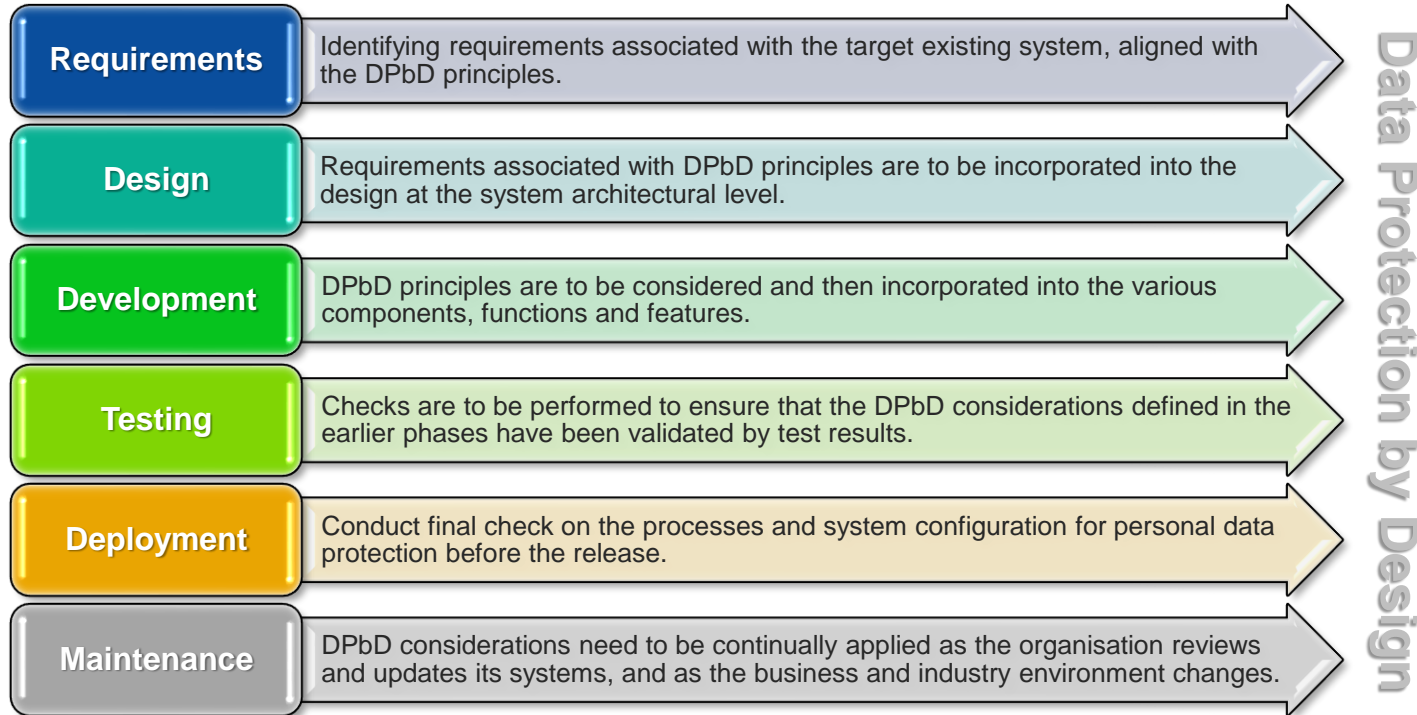 Requirements
Identifying requirements associated with the target existing system, aligned with
the DPbD principles.
Design
Requirements associated with DPbD principles are to be incorporated into the
design at the system architectural level.
Development
DPbD principles are to be considered and then incorporated into the various
components, functions and features.
Testing
Checks are to be performed to ensure that the DPbD considerations defined in the
earlier phases have been validated by test results.
Deployment
Conduct final check on the processes and system configuration for personal data
protection before the release.
Maintenance
DPbD considerations need to be continually applied as the organisation reviews
and updates its systems, and as the business and industry environment changes.
Data Protection by Design